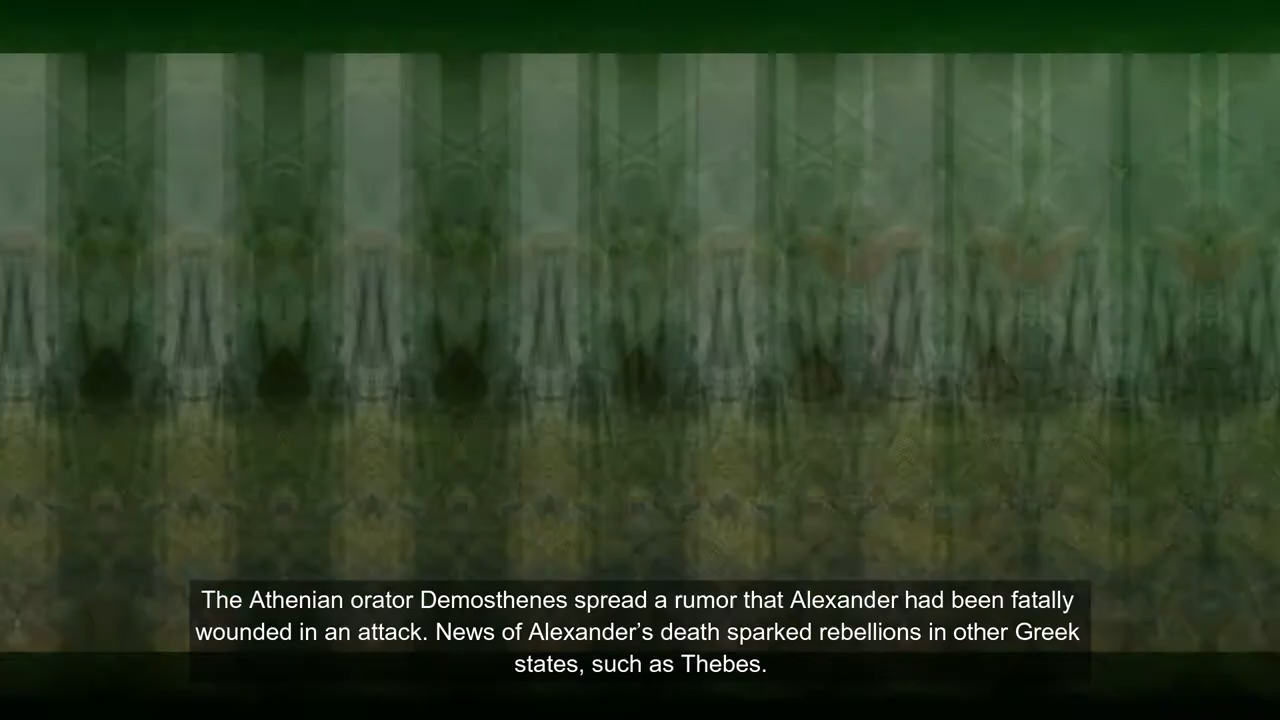 The Athenian orator Demosthenes spread a rumor that Alexander had been fatally
wounded in an attack. News of Alexander’s death sparked rebellions in other Greek
states, such as Thebes.